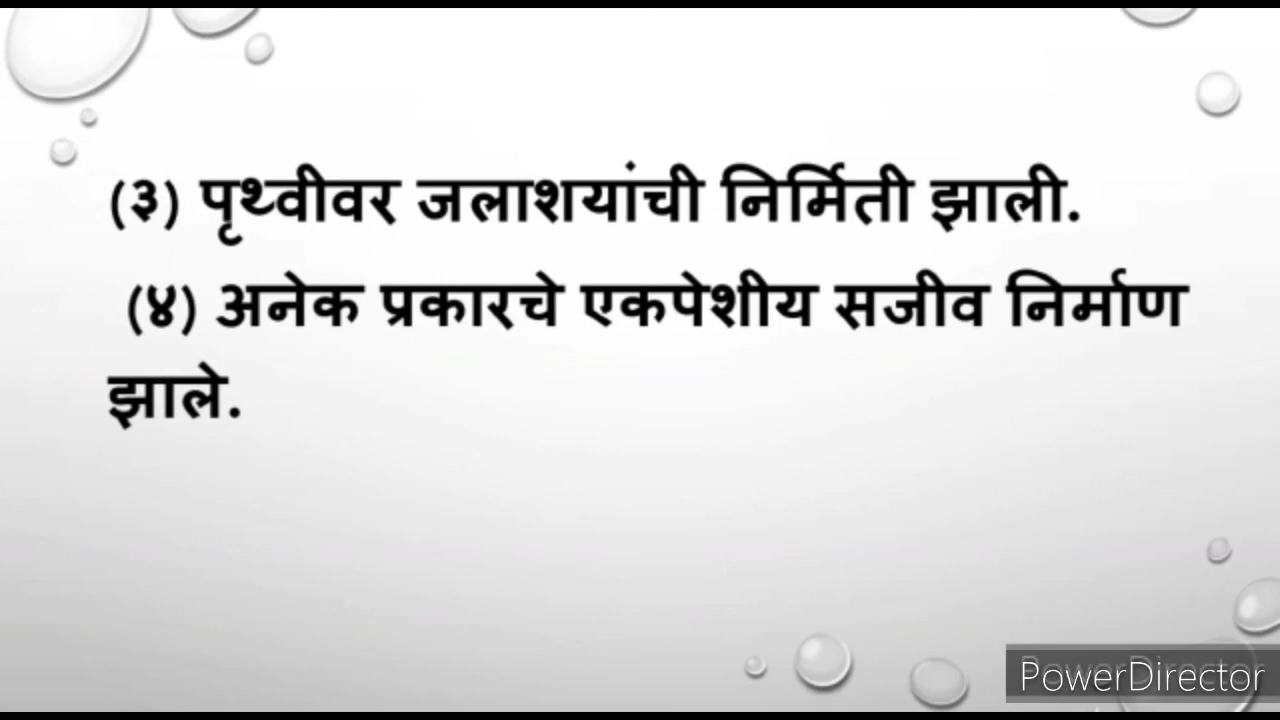 (३) पृथ्वीवर जलाशयांची निर्मिती झाली.
(४) अनेक प्रकारचे एकपेशीय सजीव निर्माण
झाले.
PowerDirector